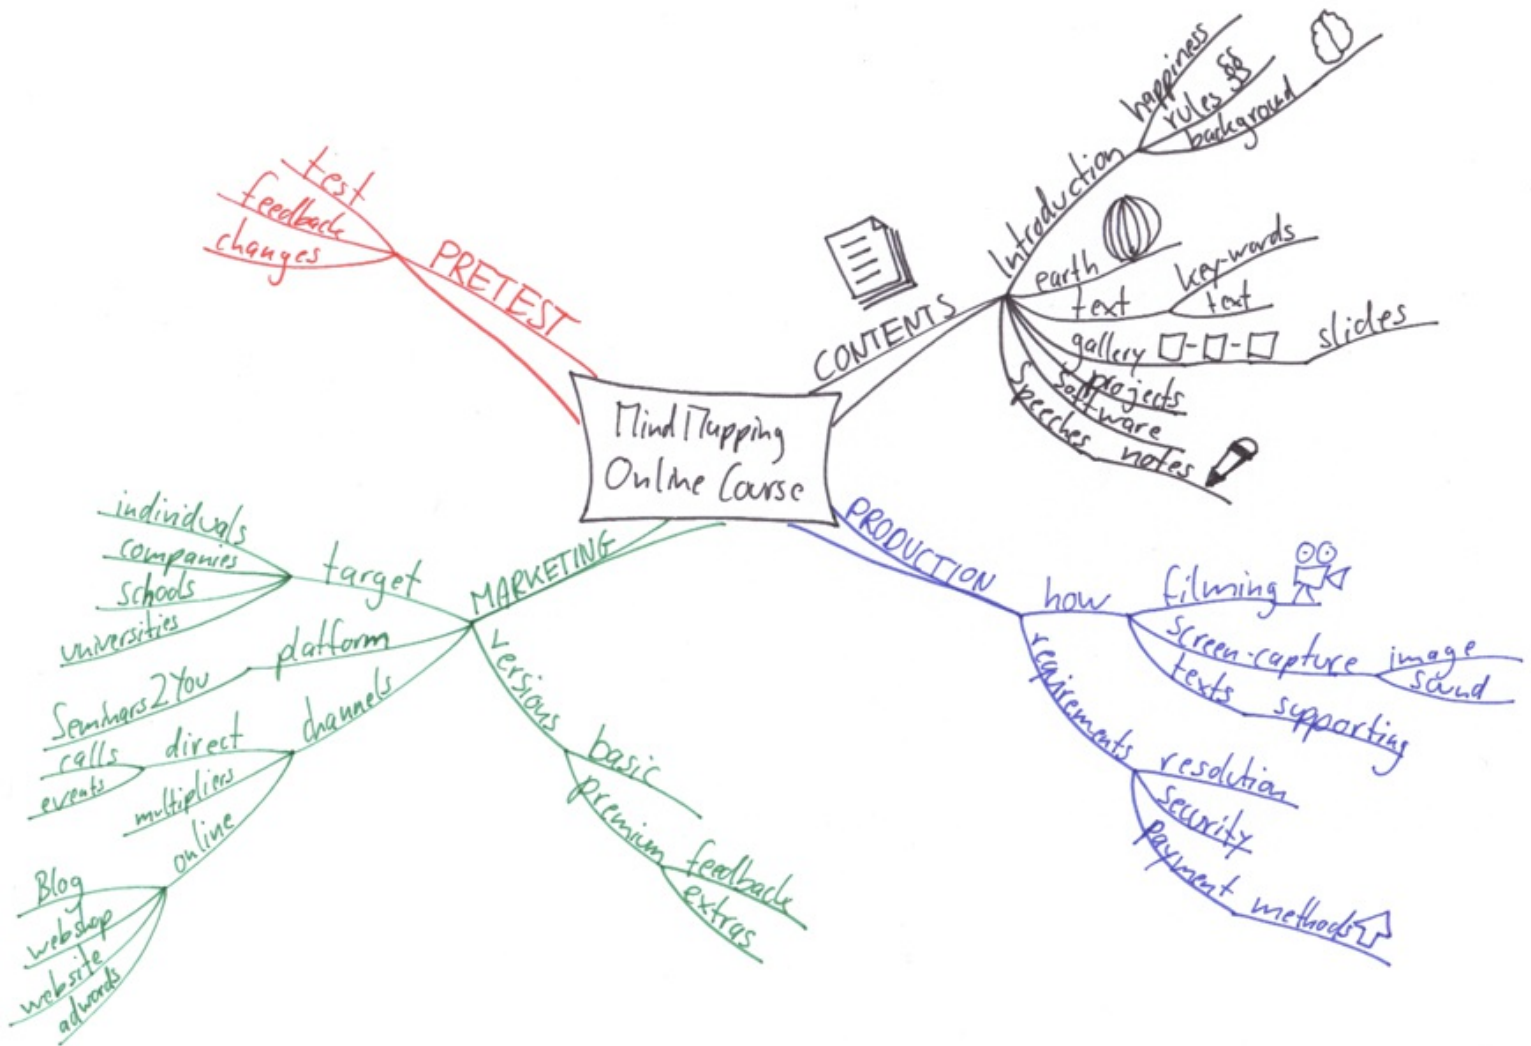 Mind Mapping
Online Course
CONTENTS
Introduction
happiness
rules §§
background
earth
text
key-words
text
gallery
slides
projects
software
speeches
notes
PRODUCTION
how
filming
screen-capture
image
sound
texts
supporting
requirements
resolution
security
payment
methods
MARKETING
versions
basic
premium
feedback
extras
target
individuals
companies
schools
universities
platform
Seminars2You
channels
direct
calls
events
multipliers
online
Blog
webshop
website
adwords
PRETEST
test
feedback
changes